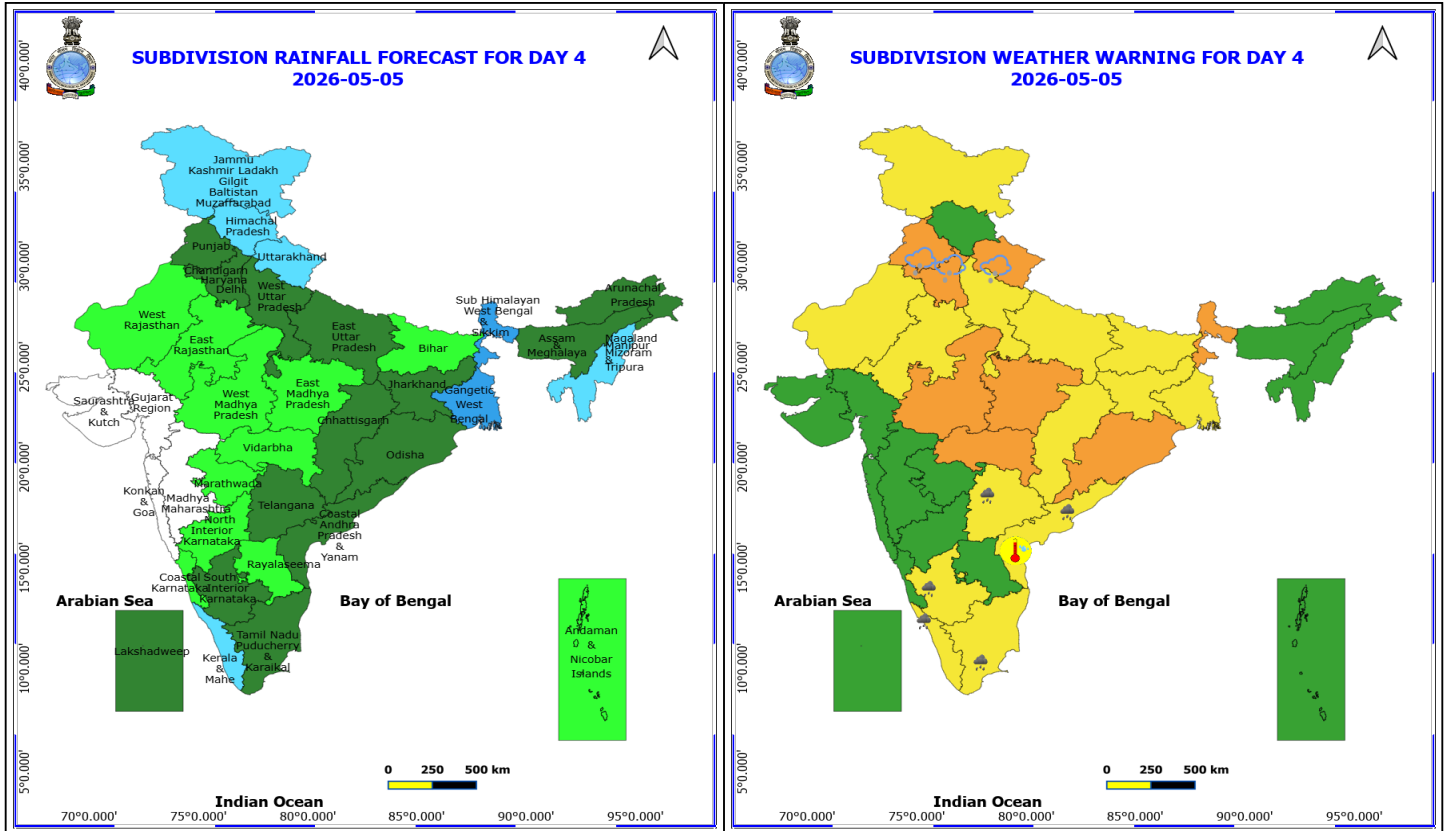 SUBDIVISION RAINFALL FORECAST FOR DAY 4
2026-05-05
40°0.000'
35°0.000'
30°0.000'
25°0.000'
20°0.000'
15°0.000'
10°0.000'
5°0.000'
Jammu
Kashmir Ladakh
Gilgit
Baltistan
Muzaffarabad
Himachal
Pradesh
Punjab
Uttarakhand
Chandigarh
Haryana
Delhi
West
Uttar
Pradesh
Arunachal
Pradesh
Sub Himalayan
West Bengal
&
Sikkim
West
Rajasthan
East
Rajasthan
East
Uttar
Pradesh
Bihar
Assam
&
Meghalaya
Nagaland
Manipur
Mizoram
&
Tripura
Saurashtra
&
Kutch
Gujarat
Region
West
Madhya
Pradesh
East
Madhya
Pradesh
Jharkhand
Gangetic
West
Bengal
Chhattisgarh
Odisha
Vidarbha
Marathwada
Konkan
&
Goa
Madhya
Maharashtra
Telangana
North
Interior
Karnataka
Coastal
Andhra
Pradesh
&
Yanam
Rayalaseema
Coastal
Karnataka
South
Interior
Karnataka
Arabian Sea
Bay of Bengal
Lakshadweep
Kerala
&
Mahe
Tamil Nadu
Puducherry
&
Karaikal
Andaman
&
Nicobar
Islands
0 250 500 km
Indian Ocean
70°0.000' 75°0.000' 80°0.000' 85°0.000' 90°0.000' 95°0.000'
SUBDIVISION WEATHER WARNING FOR DAY 4
2026-05-05
40°0.000'
35°0.000'
30°0.000'
25°0.000'
20°0.000'
15°0.000'
10°0.000'
5°0.000'
Arabian Sea
Bay of Bengal
0 250 500 km
Indian Ocean
70°0.000' 75°0.000' 80°0.000' 85°0.000' 90°0.000' 95°0.000'